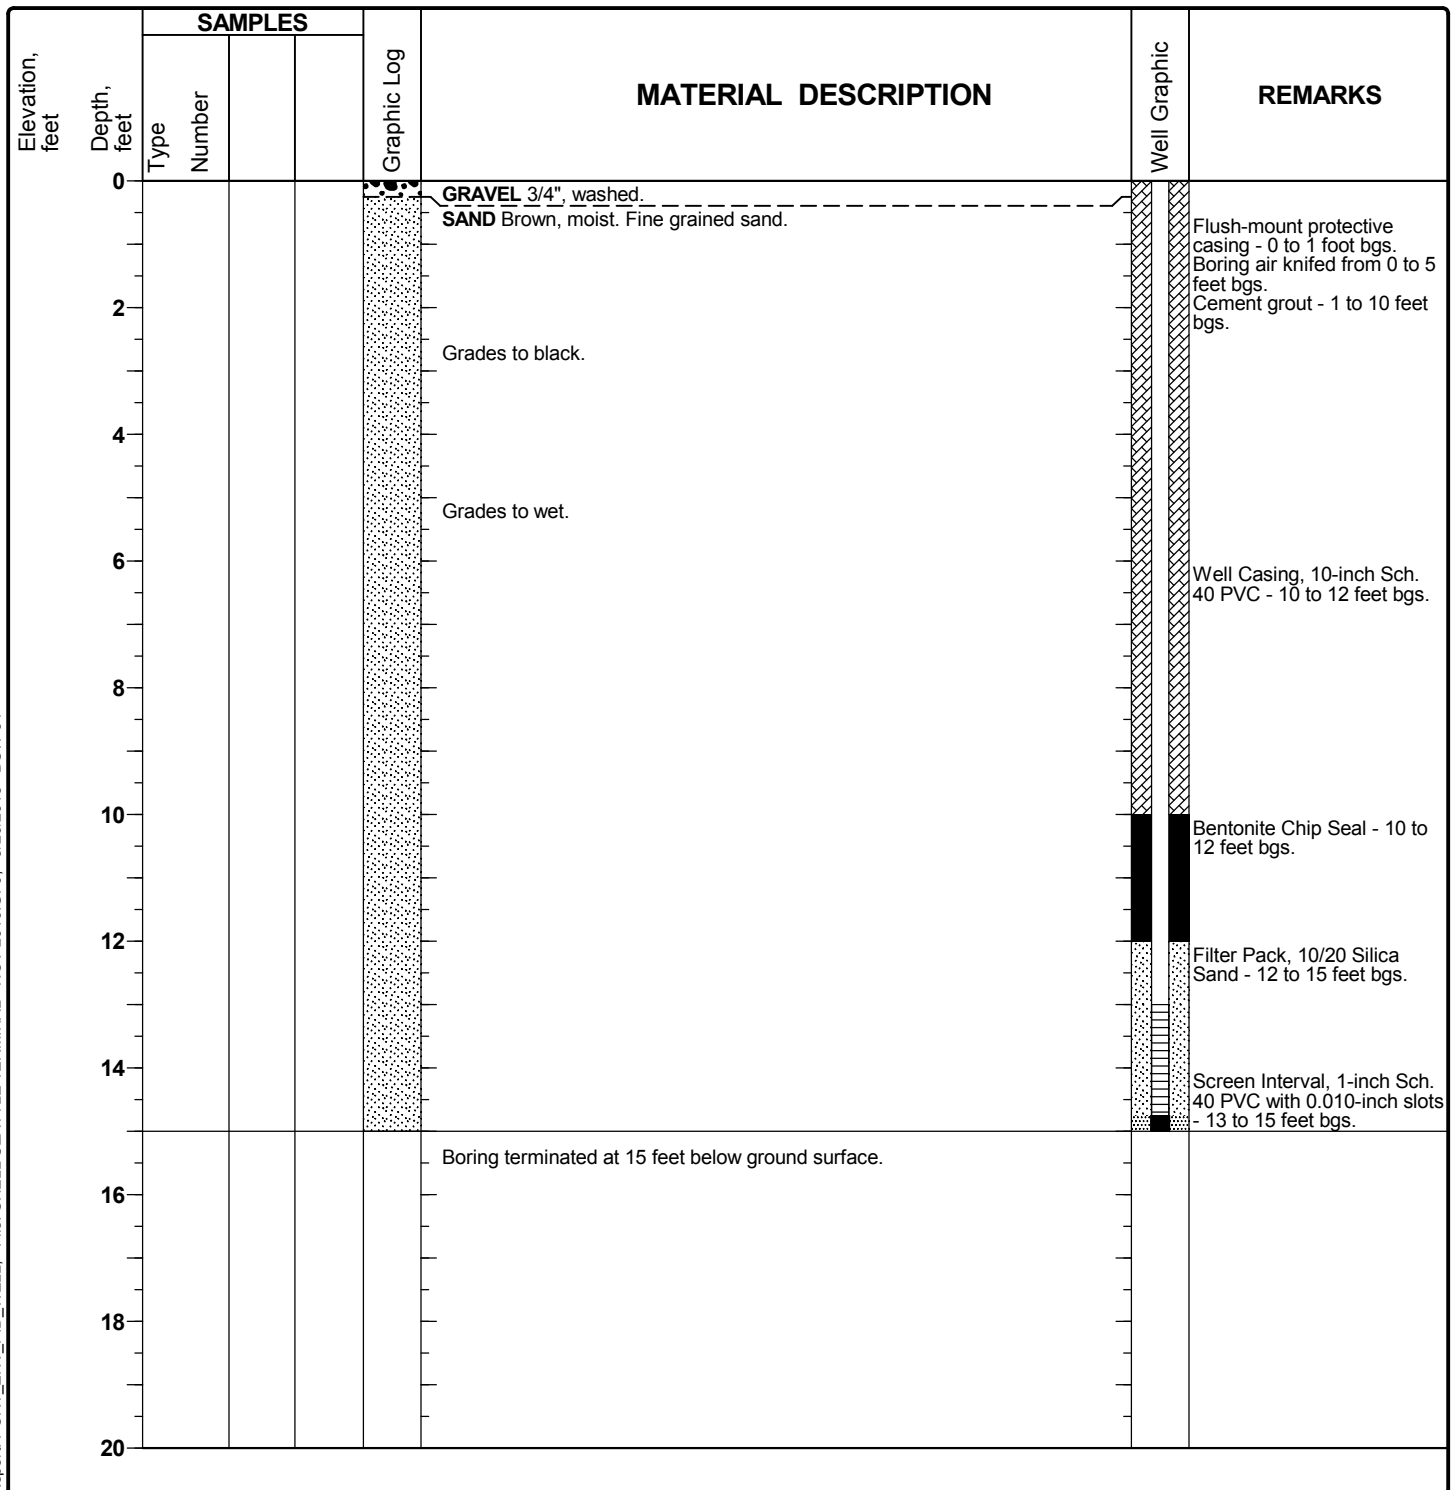 SAMPLES
Elevation,
feet
Depth,
feet
Type
Number
Graphic Log
MATERIAL DESCRIPTION
Well Graphic
REMARKS
0
GRAVEL 3/4", washed.
SAND Brown, moist. Fine grained sand.
Flush-mount protective
casing - 0 to 1 foot bgs.
Boring air knifed from 0 to 5
feet bgs.
Cement grout - 1 to 10 feet
bgs.
2
Grades to black.
4
Grades to wet.
6
Well Casing, 10-inch Sch.
40 PVC - 10 to 12 feet bgs.
8
10
Bentonite Chip Seal - 10 to
12 feet bgs.
12
Filter Pack, 10/20 Silica
Sand - 12 to 15 feet bgs.
14
Screen Interval, 1-inch Sch.
40 PVC with 0.010-inch slots
- 13 to 15 feet bgs.
Boring terminated at 15 feet below ground surface.
16
18
20